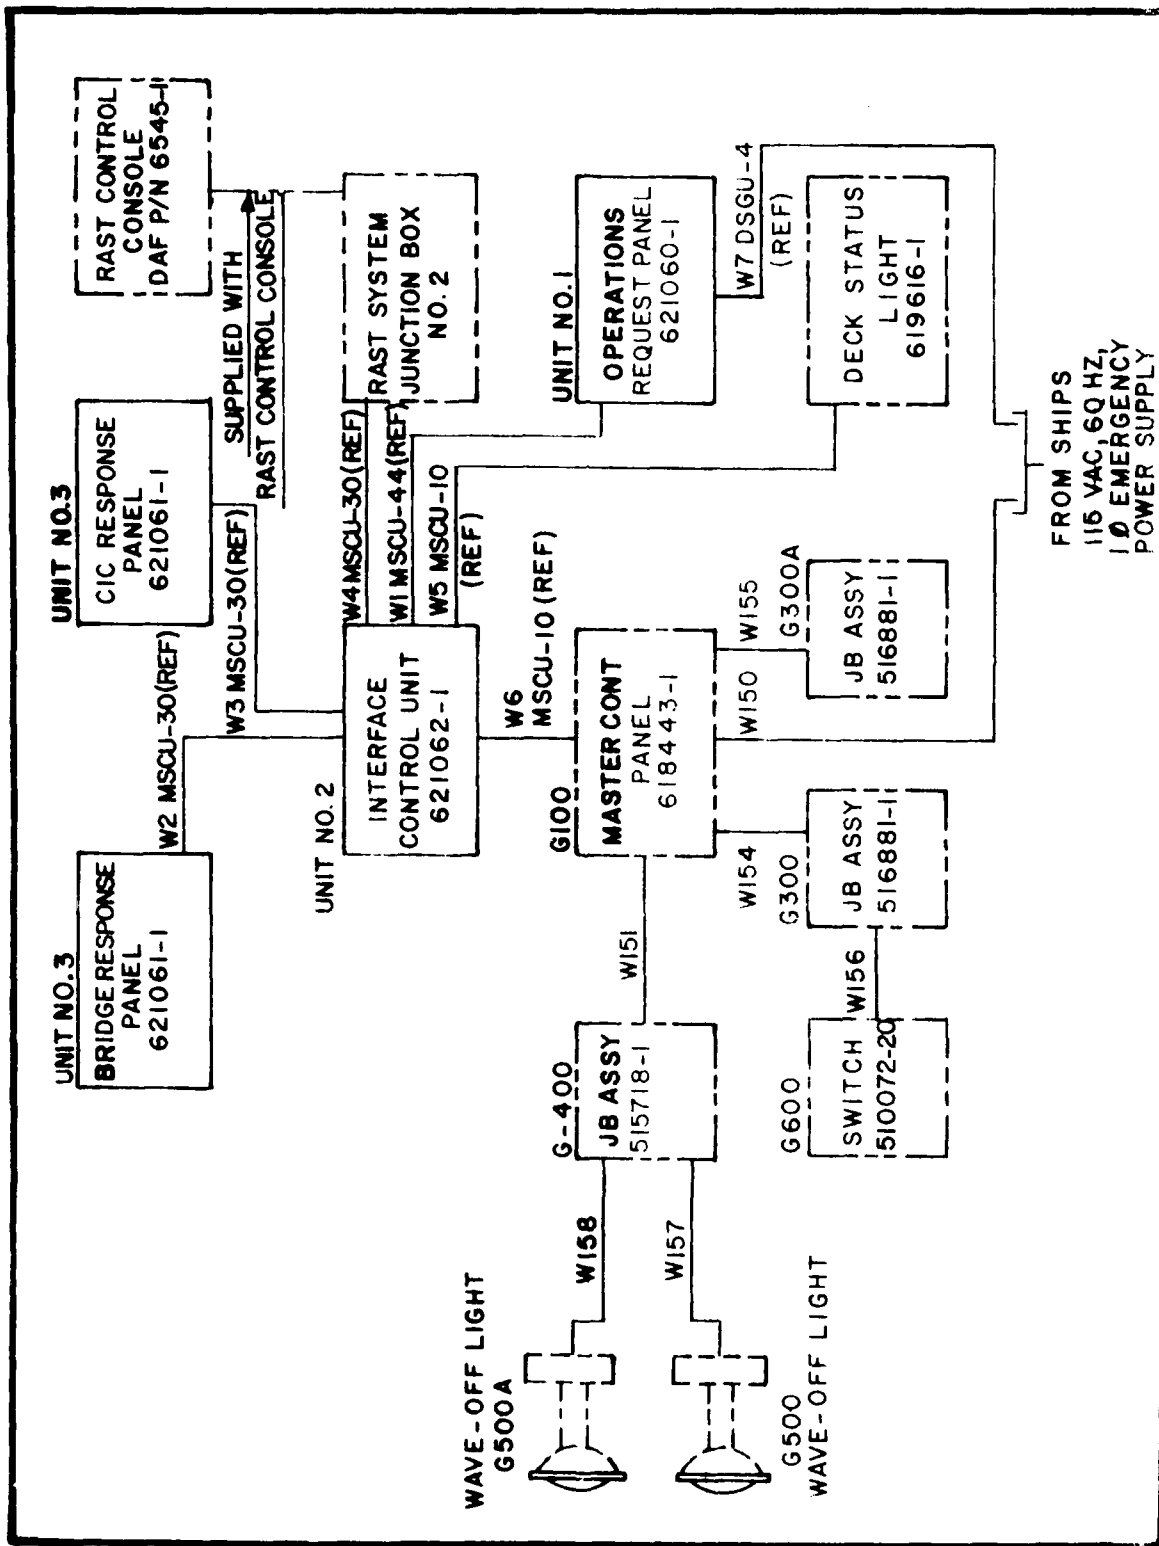 UNIT NO.3
BRIDGE RESPONSE
PANEL
621061-1
W2 MSCU-30(REF)
UNIT NO.3
CIC RESPONSE
PANEL
621061-1
W3 MSCU-30(REF)
RAST CONTROL
CONSOLE
DAF P/N 6545-1
SUPPLIED WITH
RAST CONTROL CONSOLE
UNIT NO. 2
INTERFACE
CONTROL UNIT
621062-1
W4 MSCU-30(REF)
W1 MSCU-44(REF)
W5 MSCU-10
(REF)
RAST SYSTEM
JUNCTION BOX
NO. 2
W6
MSCU-10 (REF)
UNIT NO. 1
OPERATIONS
REQUEST PANEL
621060-1
W7 DSGU-4
(REF)
G100
MASTER CONT
PANEL
618443-1
W151
G-400
JB ASSY
515718-1
W158
W157
WAVE-OFF LIGHT
G500A
G500
WAVE-OFF LIGHT
W154
W150
W155
G300
JB ASSY
516881-1
G300A
JB ASSY
516881-1
W156
G600
SWITCH
510072-20
DECK STATUS
LIGHT
619616-1
FROM SHIPS
115 VAC, 60 HZ,
1 Ø EMERGENCY
POWER SUPPLY